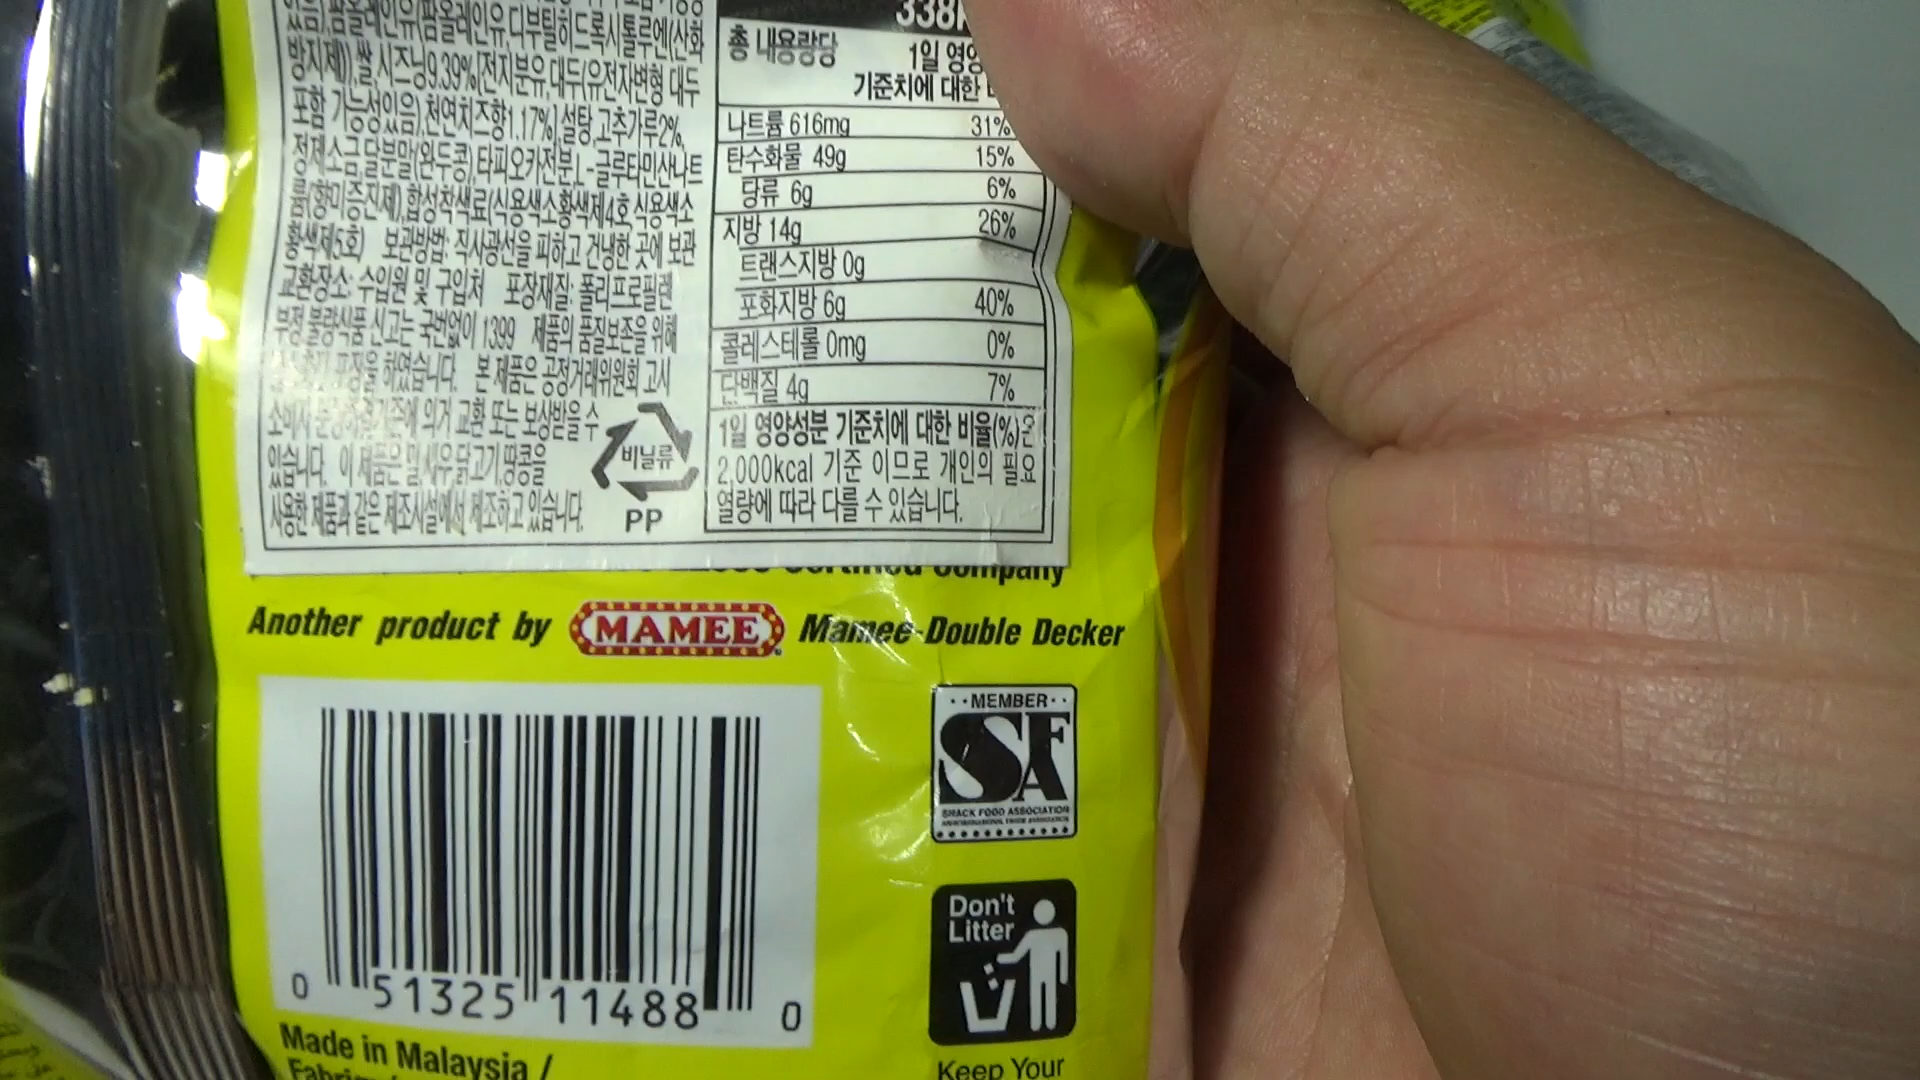 팜올레인유,디부틸히드록시톨루엔(산화
방지제)),쌀,시즈닝9.39%[전지분유,대두(유전자변형 대두
포함 가능성있음),천연치즈향1.17%],설탕,고춧가루2%,
정제소금,당분말(완두콩),타피오카전분,L-글루타민산나트
륨(향미증진제),합성착색료(식용색소황색제4호,식용색소
황색제5호) 보관방법: 직사광선을 피하고 건냉한 곳에 보관
교환장소: 수입원 및 구입처 포장재질: 폴리프로필렌
부정·불량식품 신고는 국번없이 1399 제품의 품질보존을 위해
포장을 하였습니다. 본 제품은 공정거래위원회 고시
소비자 분쟁해결기준에 의거 교환 또는 보상받을 수
있습니다. 이 제품은 밀,새우,닭고기,땅콩을
사용한 제품과 같은 제조시설에서 제조하고 있습니다.
비닐류
PP
338
총 내용량당 1일 영양
기준치에 대한
나트륨 616mg 31%
탄수화물 49g 15%
당류 6g 6%
지방 14g 26%
트랜스지방 0g
포화지방 6g 40%
콜레스테롤 0mg 0%
단백질 4g 7%
1일 영양성분 기준치에 대한 비율(%)은
2,000kcal 기준 이므로 개인의 필요
열량에 따라 다를 수 있습니다.
Certified Company
Another product by MAMEE Mamee-Double Decker
MEMBER
SFA
SNACK FOOD ASSOCIATION
Don't
Litter
0 51325 11488 0
Made in Malaysia /
Keep Your